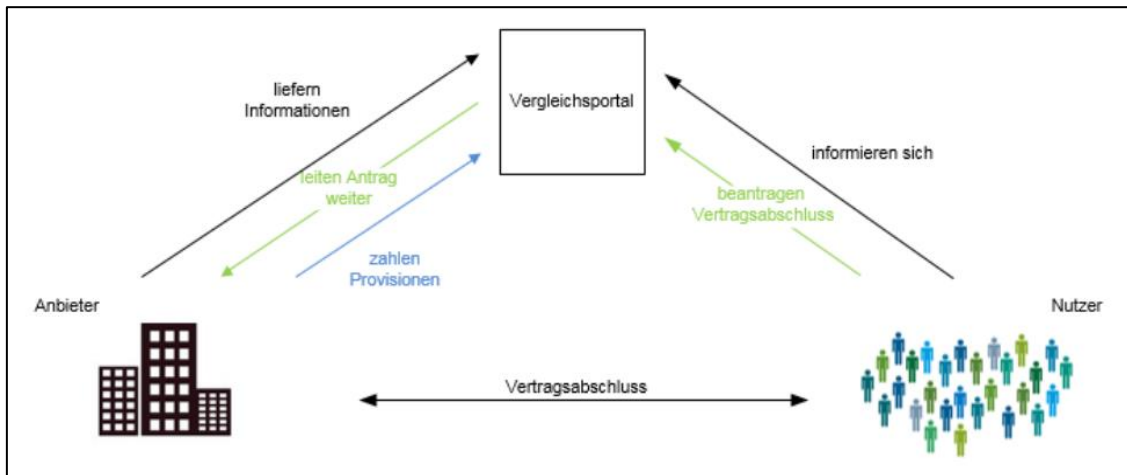 liefern
Informationen
Vergleichsportal
informieren sich
leiten Antrag
weiter
beantragen
Vertragsabschluss
zahlen
Provisionen
Anbieter
Nutzer
Vertragsabschluss